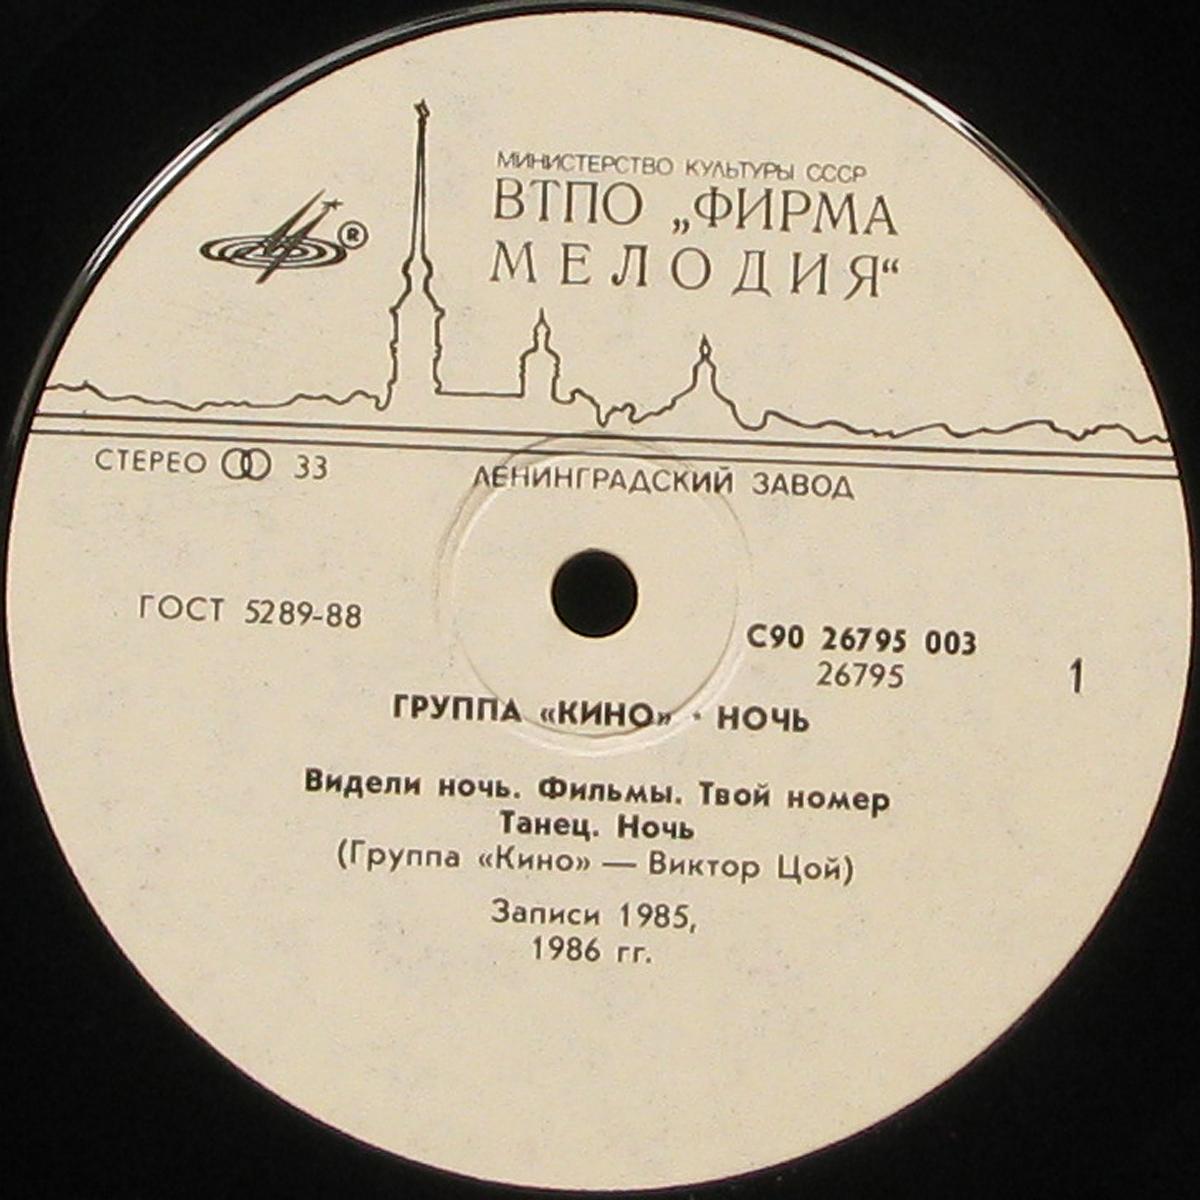 МИНИСТЕРСТВО КУЛЬТУРЫ СССР
ВТПО „ФИРМА
МЕЛОДИЯ“
®
СТЕРЕО 33
ЛЕНИНГРАДСКИЙ ЗАВОД
ГОСТ 5289-88
С90 26795 003
26795
1
ГРУППА «КИНО» · НОЧЬ
Видели ночь. Фильмы. Твой номер
Танец. Ночь
(Группа «Кино» — Виктор Цой)
Записи 1985,
1986 гг.